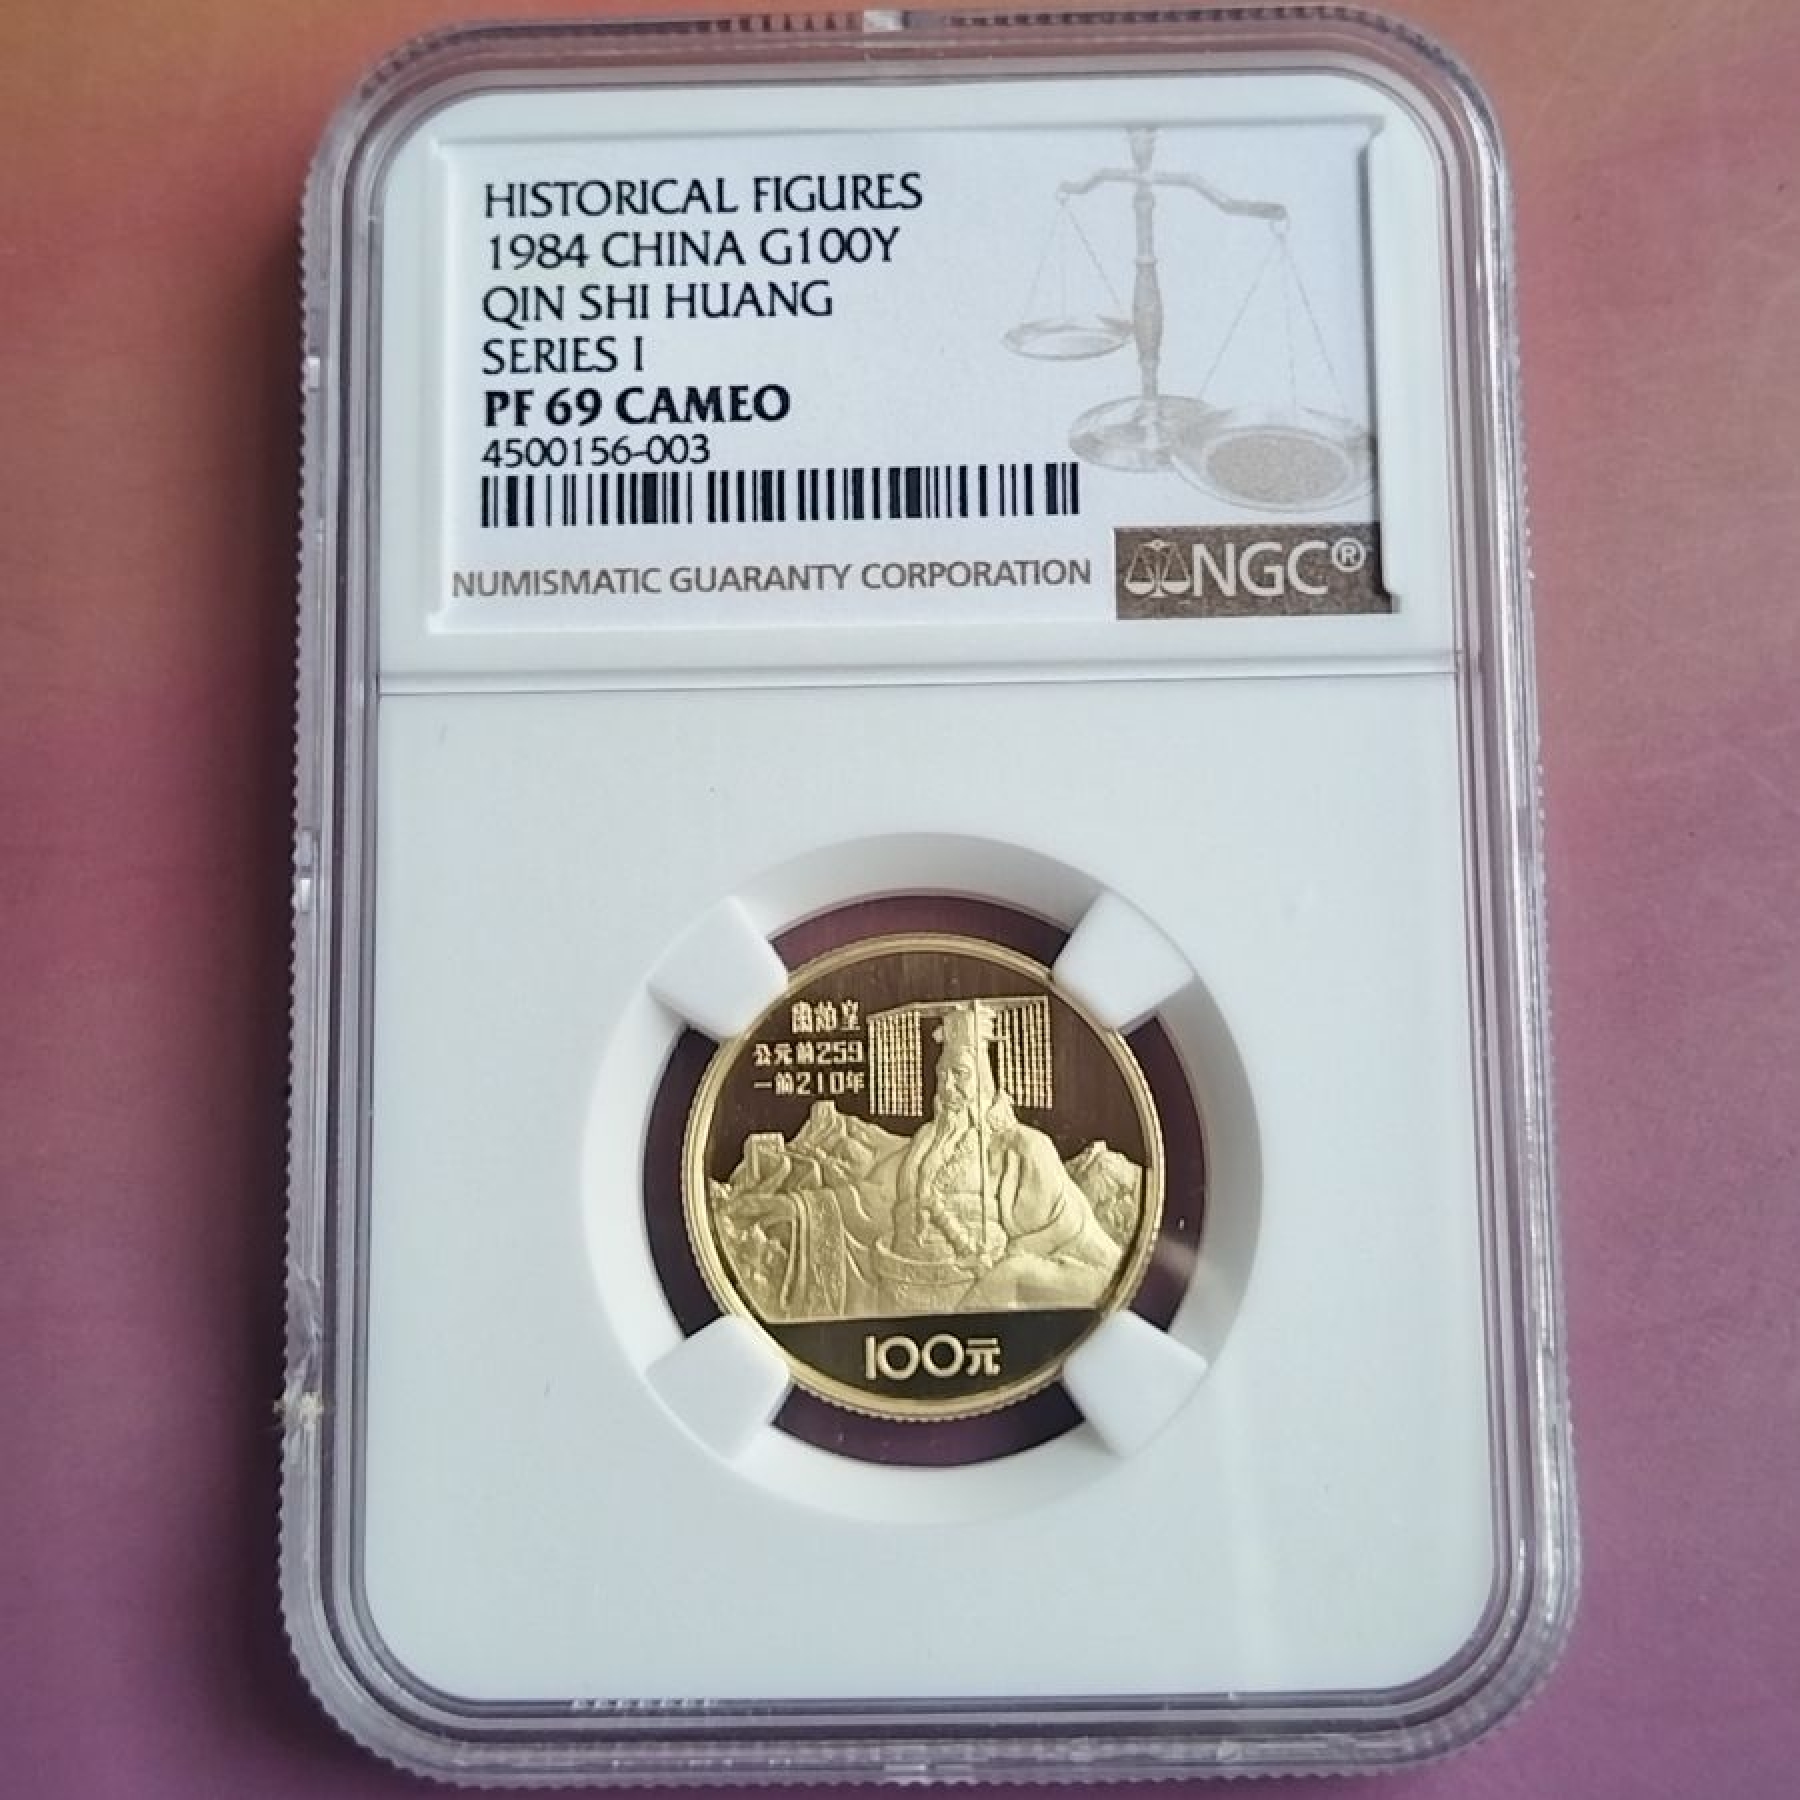 HISTORICAL FIGURES
1984 CHINA G100Y
QIN SHI HUANG
SERIES I
PF 69 CAMEO
4500156-003
NUMISMATIC GUARANTY CORPORATION
NGC®
始皇
公元前259
一前210年
100元